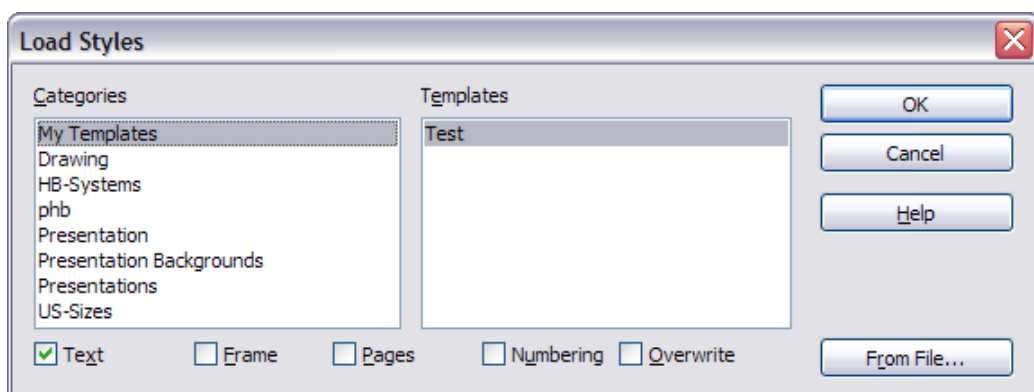 Load Styles
Categories
Templates
My Templates
Drawing
HB-Systems
phb
Presentation
Presentation Backgrounds
Presentations
US-Sizes
Test
OK
Cancel
Help
Text Frame Pages Numbering Overwrite
From File...